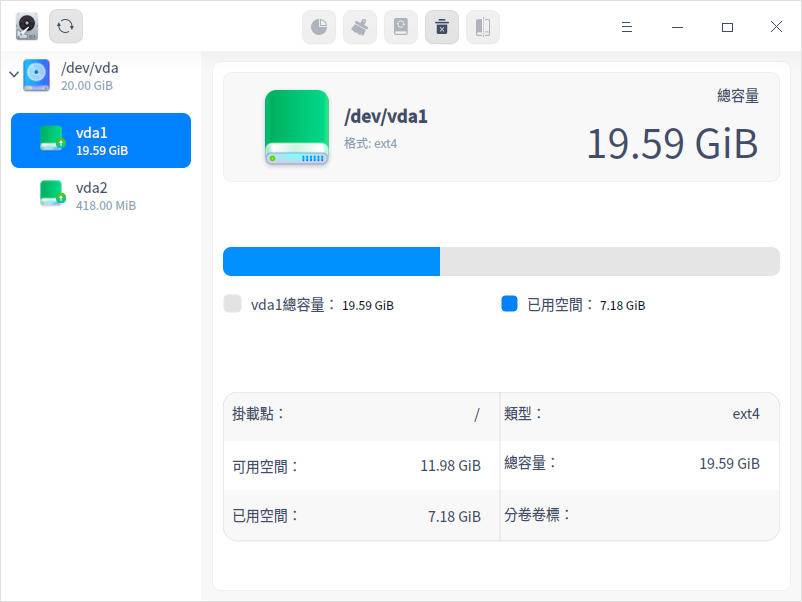 /dev/vda
20.00 GiB
vda1
19.59 GiB
vda2
418.00 MiB
/dev/vda1
格式: ext4
總容量
19.59 GiB
vda1總容量： 19.59 GiB
已用空間： 7.18 GiB
掛載點： /
類型： ext4
可用空間： 11.98 GiB
總容量： 19.59 GiB
已用空間： 7.18 GiB
分卷卷標：